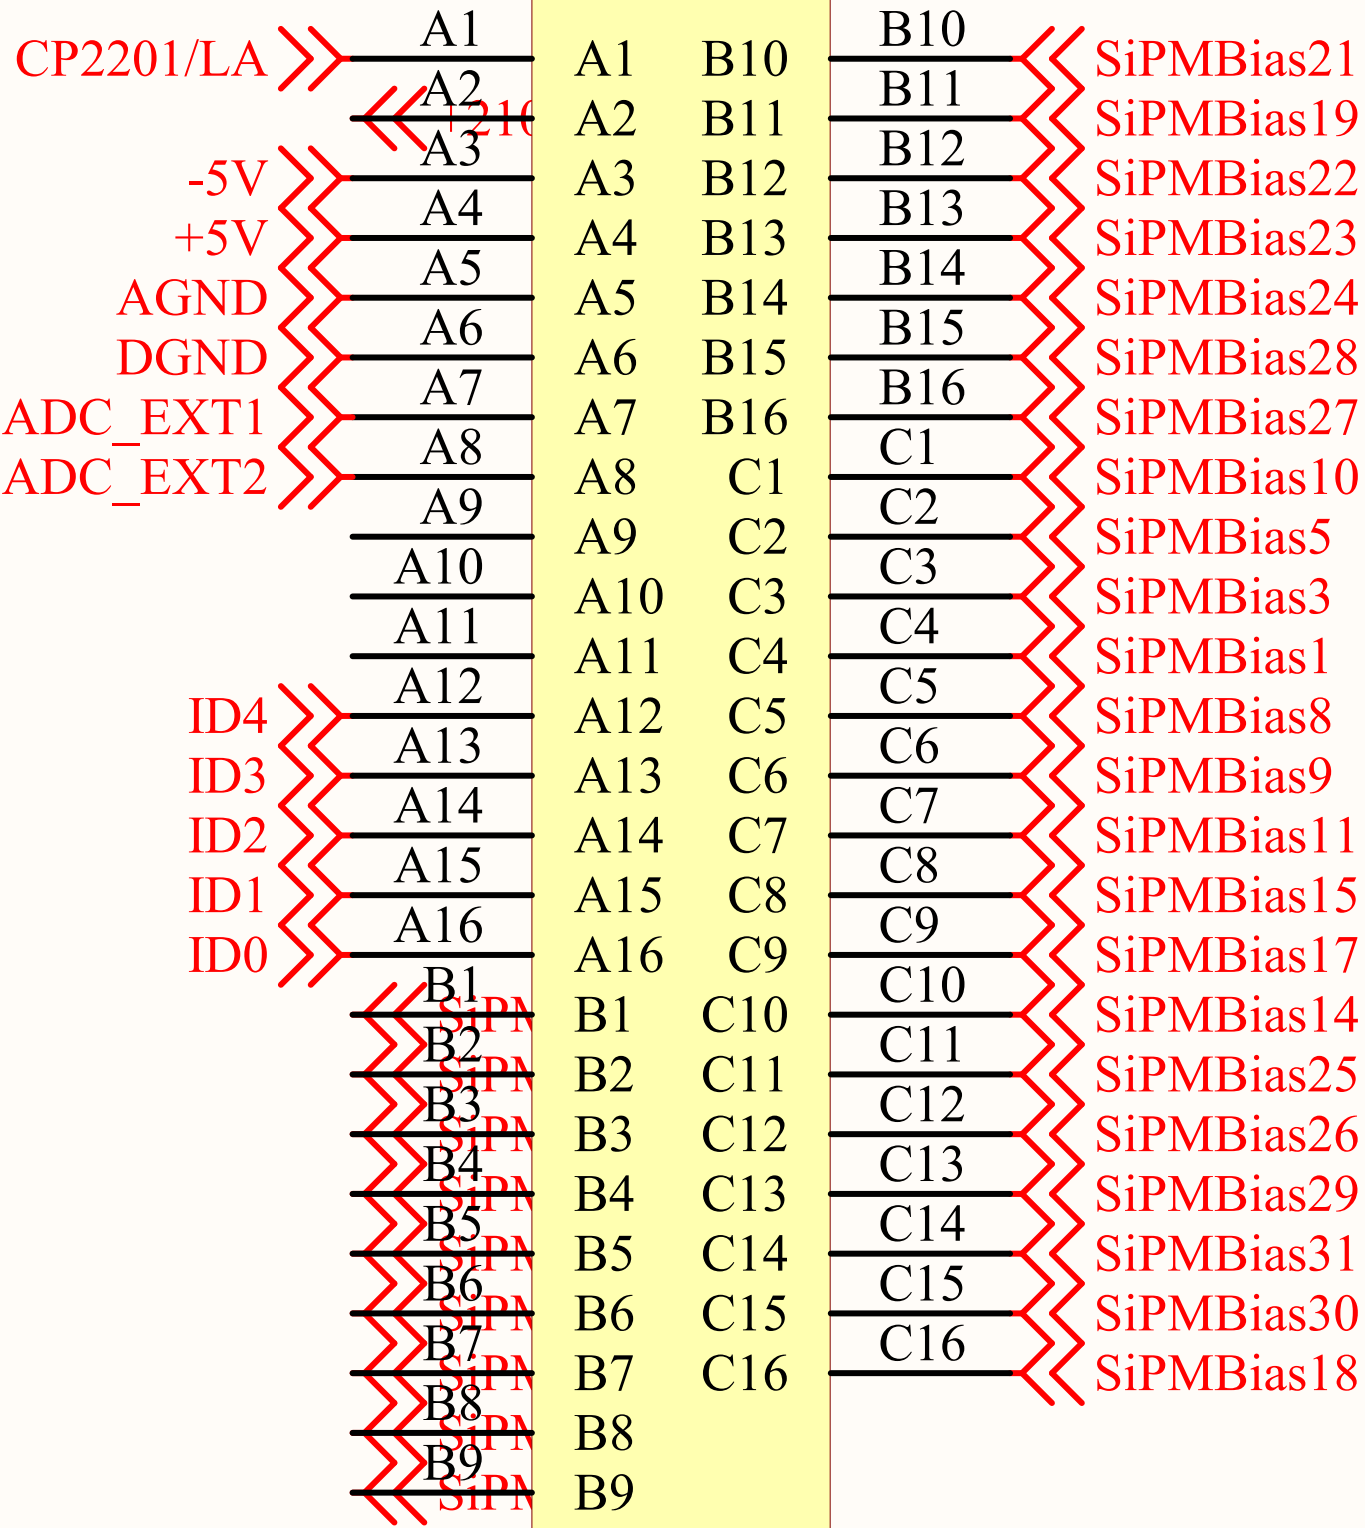 CP2201/LA A1 A1 B10 B10 SiPMBias21
A2 A2 B11 B11 SiPMBias19
-5V A3 A3 B12 B12 SiPMBias22
+5V A4 A4 B13 B13 SiPMBias23
AGND A5 A5 B14 B14 SiPMBias24
DGND A6 A6 B15 B15 SiPMBias28
ADC_EXT1 A7 A7 B16 B16 SiPMBias27
ADC_EXT2 A8 A8 C1 C1 SiPMBias10
A9 A9 C2 C2 SiPMBias5
A10 A10 C3 C3 SiPMBias3
A11 A11 C4 C4 SiPMBias1
ID4 A12 A12 C5 C5 SiPMBias8
ID3 A13 A13 C6 C6 SiPMBias9
ID2 A14 A14 C7 C7 SiPMBias11
ID1 A15 A15 C8 C8 SiPMBias15
ID0 A16 A16 C9 C9 SiPMBias17
B1 B1 C10 C10 SiPMBias14
B2 B2 C11 C11 SiPMBias25
B3 B3 C12 C12 SiPMBias26
B4 B4 C13 C13 SiPMBias29
B5 B5 C14 C14 SiPMBias31
B6 B6 C15 C15 SiPMBias30
B7 B7 C16 C16 SiPMBias18
B8 B8
B9 B9